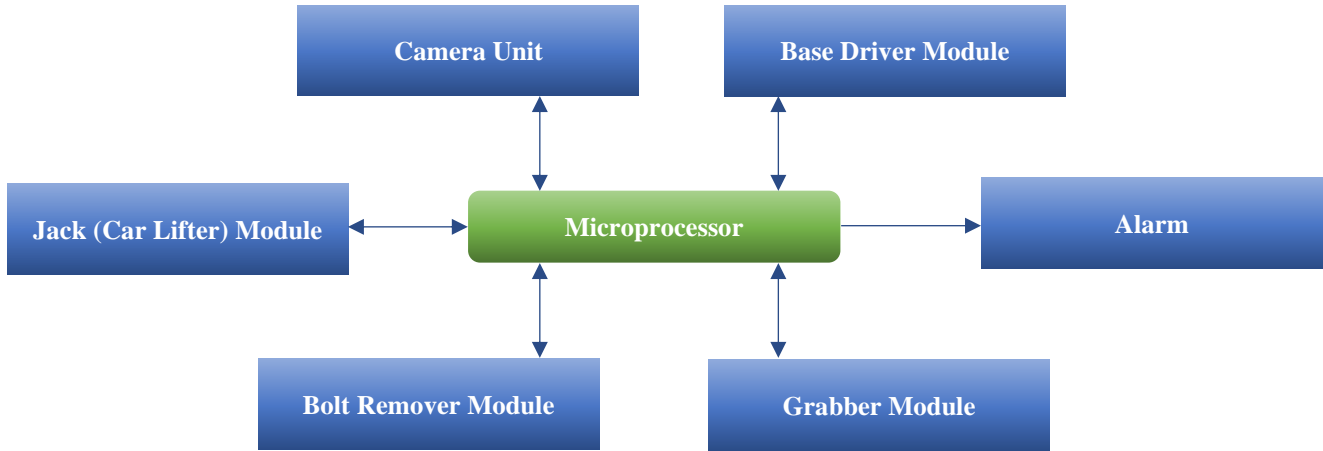 Camera Unit
Base Driver Module
Jack (Car Lifter) Module
Microprocessor
Alarm
Bolt Remover Module
Grabber Module